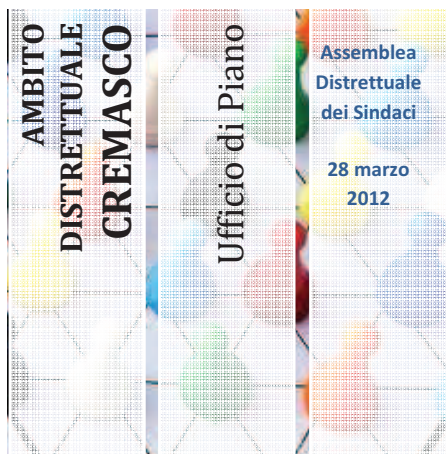 AMBITO
DISTRETTUALE
CREMASCO
Ufficio di Piano
Assemblea
Distrettuale
dei Sindaci
28 marzo
2012